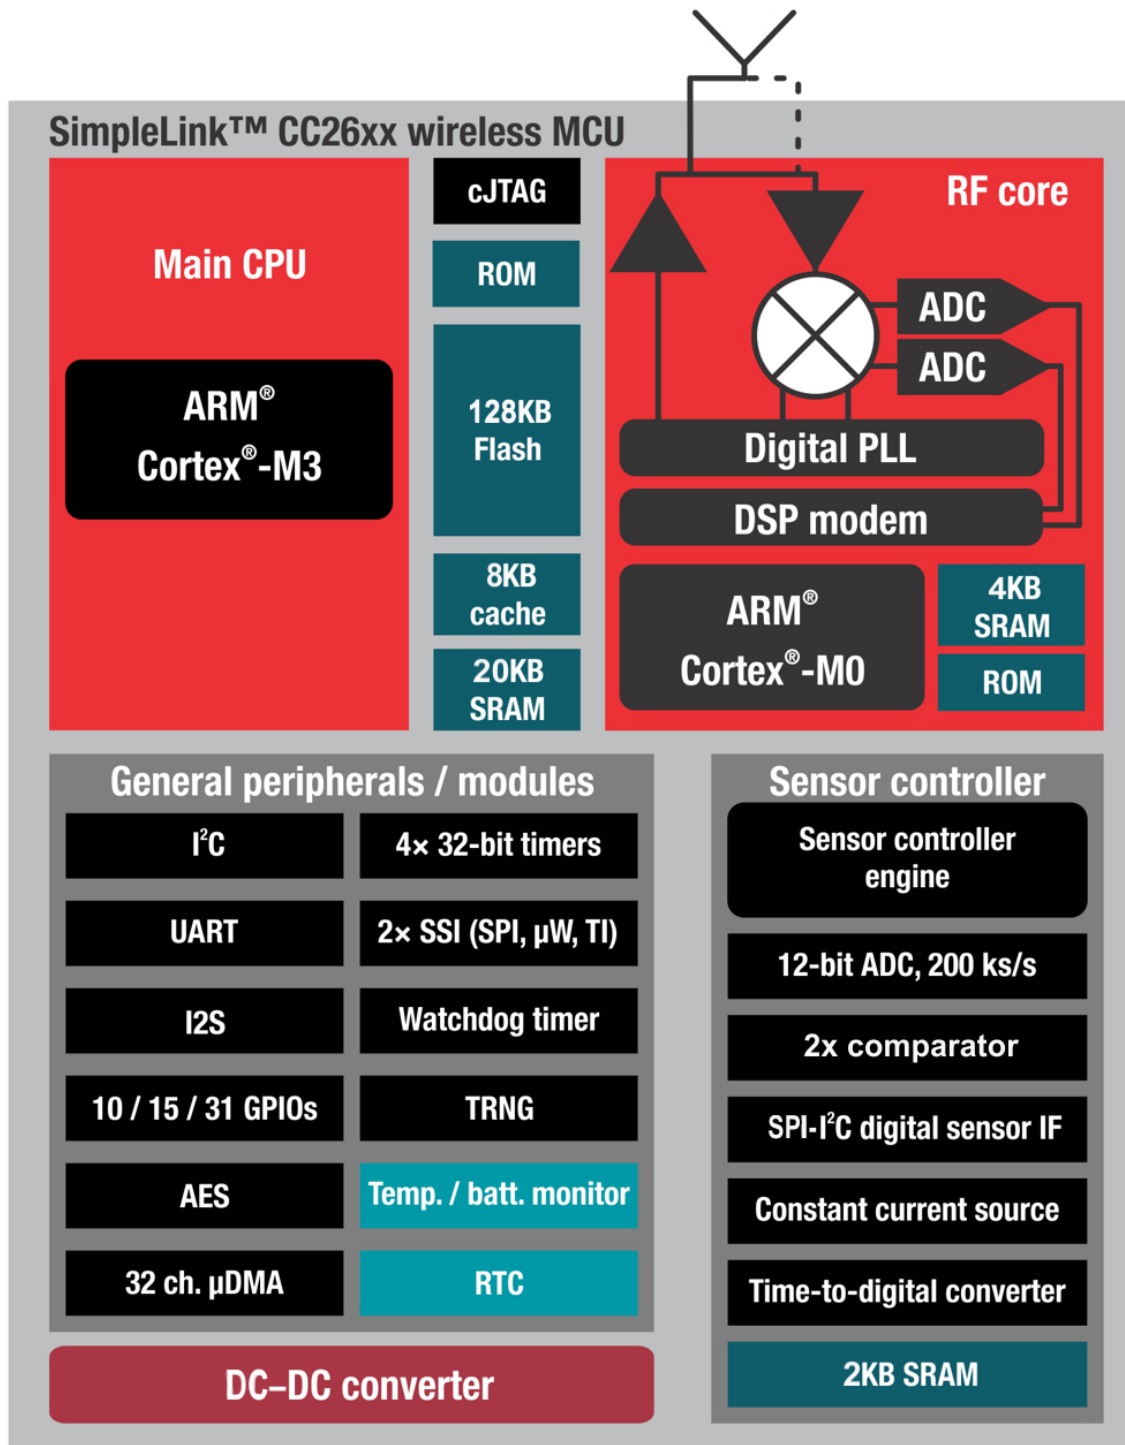 SimpleLink™ CC26xx wireless MCU
Main CPU
ARM®
Cortex®-M3
cJTAG
ROM
128KB
Flash
8KB
cache
20KB
SRAM
RF core
ADC
ADC
Digital PLL
DSP modem
ARM®
Cortex®-M0
4KB
SRAM
ROM
General peripherals / modules
I²C
4× 32-bit timers
UART
2× SSI (SPI, µW, TI)
I2S
Watchdog timer
10 / 15 / 31 GPIOs
TRNG
AES
Temp. / batt. monitor
32 ch. µDMA
RTC
Sensor controller
Sensor controller
engine
12-bit ADC, 200 ks/s
2x comparator
SPI-I²C digital sensor IF
Constant current source
Time-to-digital converter
2KB SRAM
DC–DC converter